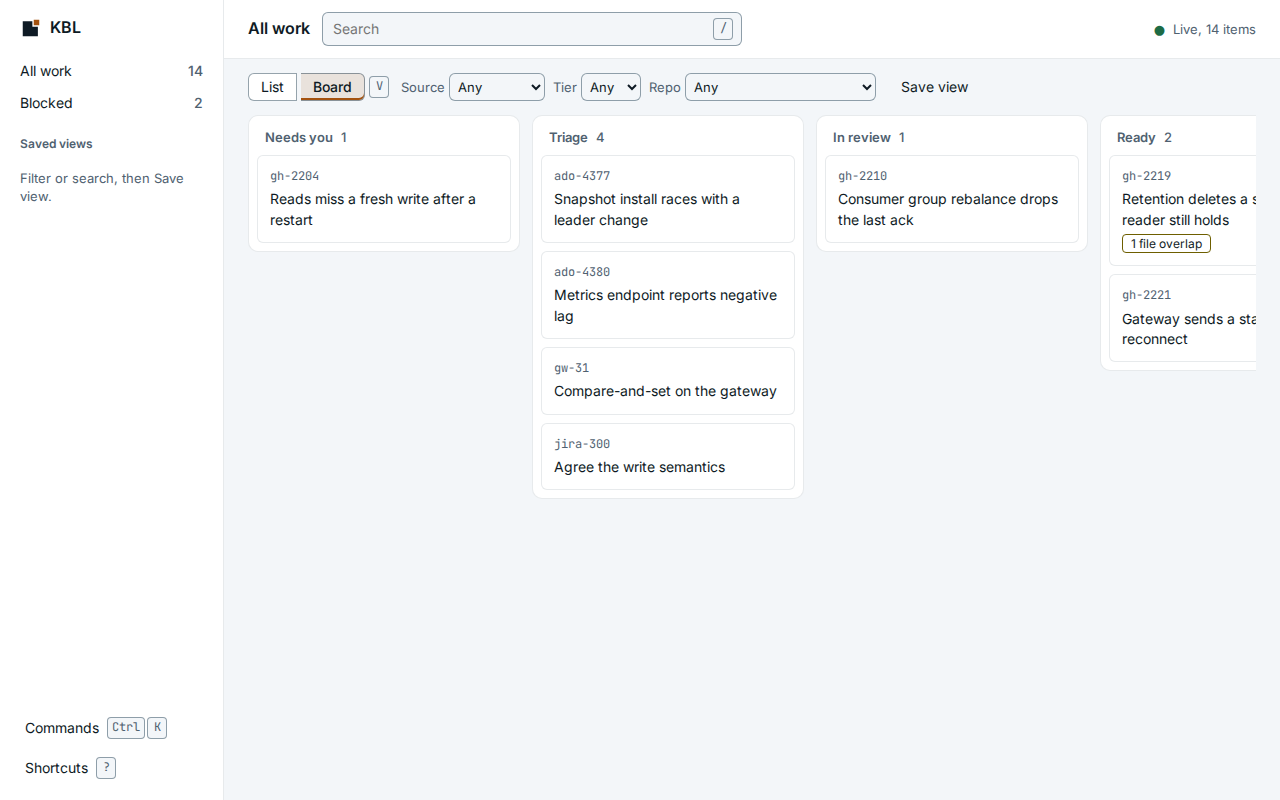 KBL
All work 14
Blocked 2
Saved views
Filter or search, then Save
view.
Commands Ctrl K
Shortcuts ?
All work
Search /
Live, 14 items
List Board V Source Any Tier Any Repo Any Save view
Needs you 1
gh-2204
Reads miss a fresh write after a
restart
Triage 4
ado-4377
Snapshot install races with a
leader change
ado-4380
Metrics endpoint reports negative
lag
gw-31
Compare-and-set on the gateway
jira-300
Agree the write semantics
In review 1
gh-2210
Consumer group rebalance drops
the last ack
Ready 2
gh-2219
Retention deletes a
reader still holds
1 file overlap
gh-2221
Gateway sends a
reconnect